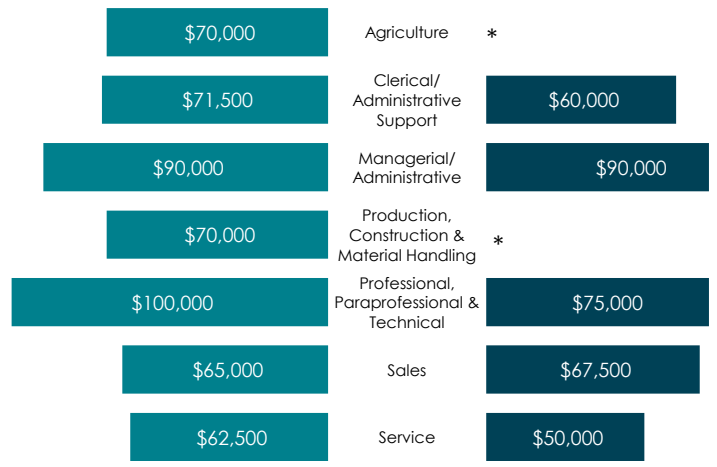 $70,000 Agriculture *
Clerical/
Administrative
Support
$71,500 $60,000
Managerial/
Administrative
$90,000 $90,000
Production,
Construction &
Material Handling
$70,000 *
Professional,
Paraprofessional &
Technical
$100,000 $75,000
$65,000 Sales $67,500
$62,500 Service $50,000